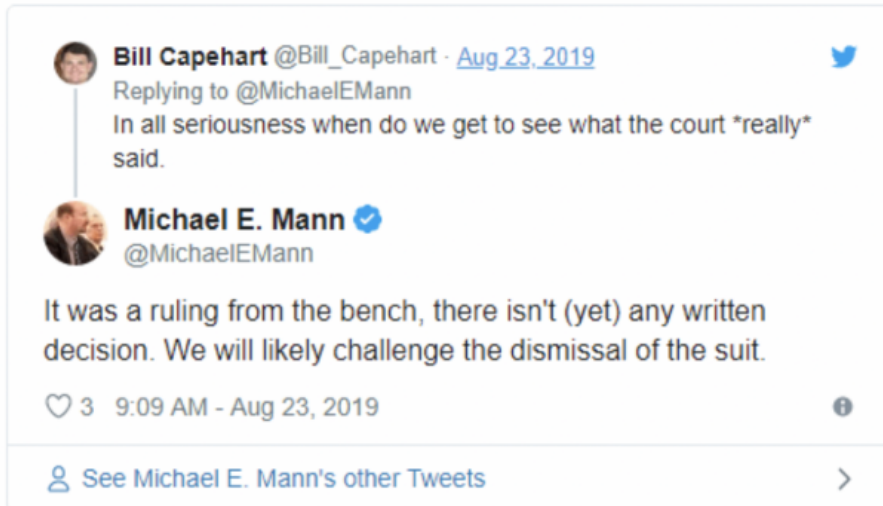 Bill Capehart @Bill_Capehart · Aug 23, 2019
Replying to @MichaelEMann
In all seriousness when do we get to see what the court *really*
said.
Michael E. Mann
@MichaelEMann
It was a ruling from the bench, there isn't (yet) any written
decision. We will likely challenge the dismissal of the suit.
3 9:09 AM - Aug 23, 2019
See Michael E. Mann's other Tweets